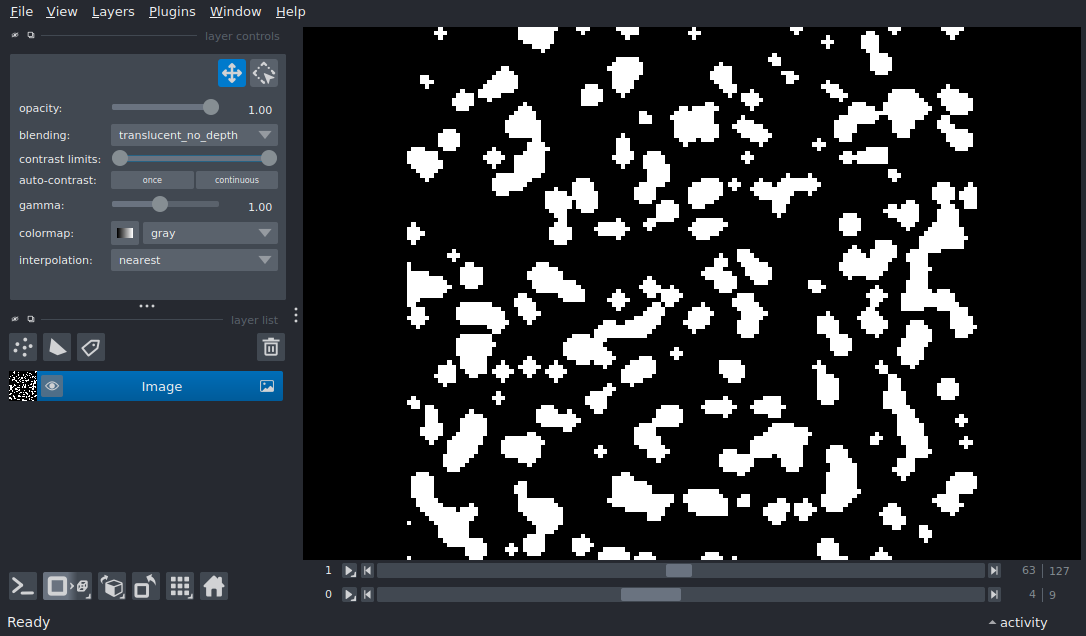 File View Layers Plugins Window Help
layer controls
opacity: 1.00
blending: translucent_no_depth
contrast limits:
auto-contrast: once continuous
gamma: 1.00
colormap: gray
interpolation: nearest
layer list
Image
1 63 127
0 4 9
Ready activity